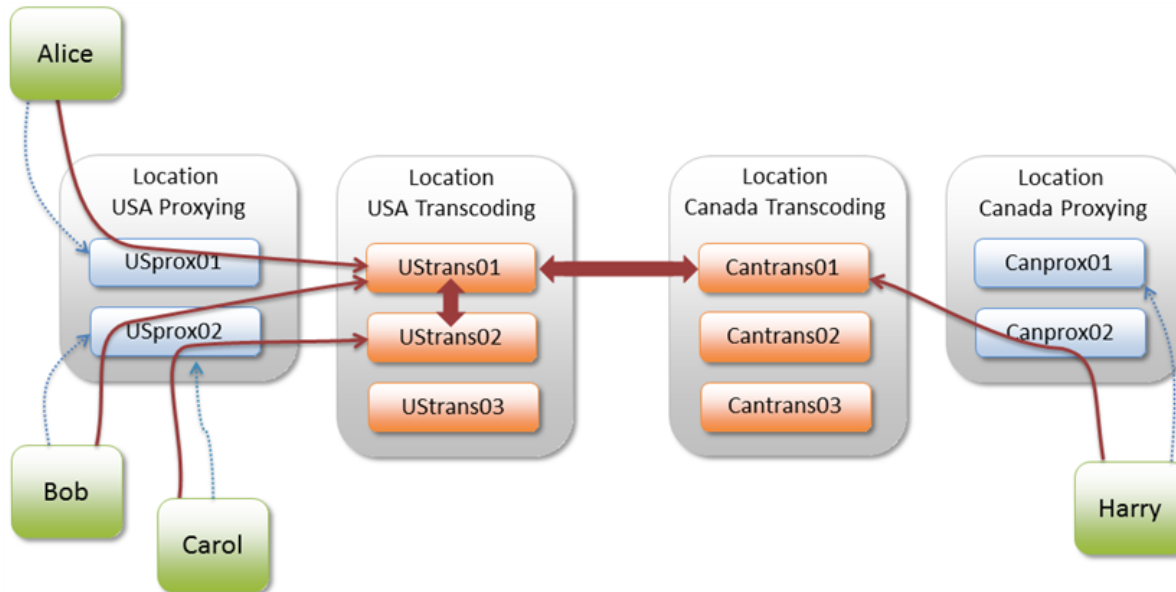 Alice
Location
USA Proxying
USprox01
USprox02
Location
USA Transcoding
UStrans01
UStrans02
UStrans03
Location
Canada Transcoding
Cantrans01
Cantrans02
Cantrans03
Location
Canada Proxying
Canprox01
Canprox02
Bob
Carol
Harry